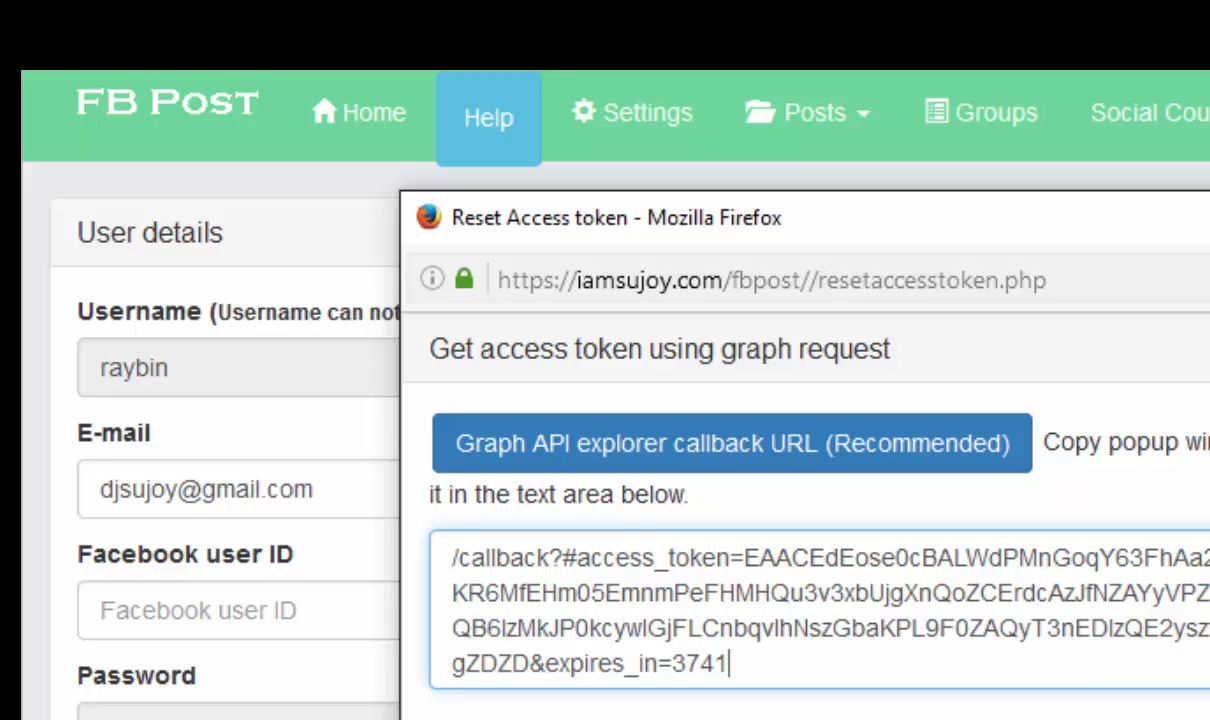 FB POST
Home
Help
Settings
Posts
Groups
Social Cou
User details
Username (Username can not
raybin
E-mail
djsujoy@gmail.com
Facebook user ID
Facebook user ID
Password
Reset Access token - Mozilla Firefox
https://iamsujoy.com/fbpost//resetaccesstoken.php
Get access token using graph request
Graph API explorer callback URL (Recommended) Copy popup wi
it in the text area below.
/callback?#access_token=EAACEdEose0cBALWdPMnGoqY63FhAa2
KR6MfEHm05EmnmPeFHMHQu3v3xbUjgXnQoZCErdcAzJfNZAYyVPZ
QB6lzMkJP0kcywlGjFLCnbqvlhNszGbaKPL9F0ZAQyT3nEDlzQE2ysz
gZDZD&expires_in=3741